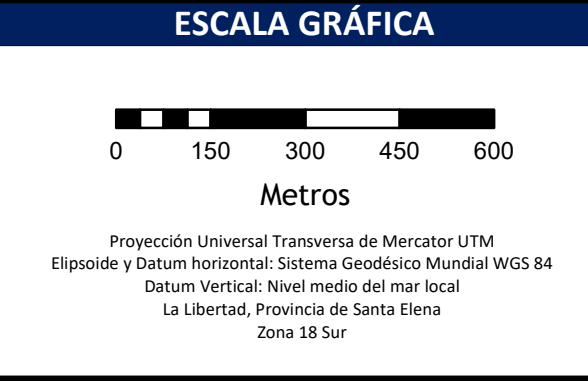 ESCALA GRÁFICA
0 150 300 450 600
Metros
Proyección Universal Transversa de Mercator UTM
Elipsoide y Datum horizontal: Sistema Geodésico Mundial WGS 84
Datum Vertical: Nivel medio del mar local
La Libertad, Provincia de Santa Elena
Zona 18 Sur